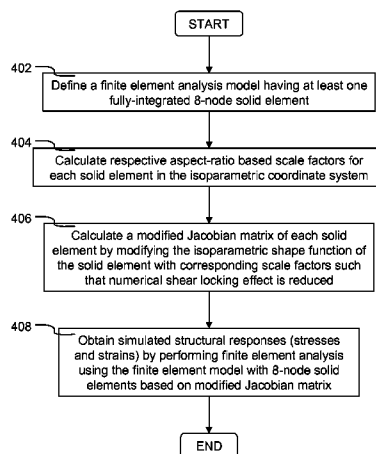 START
402
Define a finite element analysis model having at least one
fully-integrated 8-node solid element
404
Calculate respective aspect-ratio based scale factors for
each solid element in the isoparametric coordinate system
406
Calculate a modified Jacobian matrix of each solid
element by modifying the isoparametric shape function of
the solid element with corresponding scale factors such
that numerical shear locking effect is reduced
408
Obtain simulated structural responses (stresses
and strains) by performing finite element analysis
using the finite element model with 8-node solid
elements based on modified Jacobian matrix
END